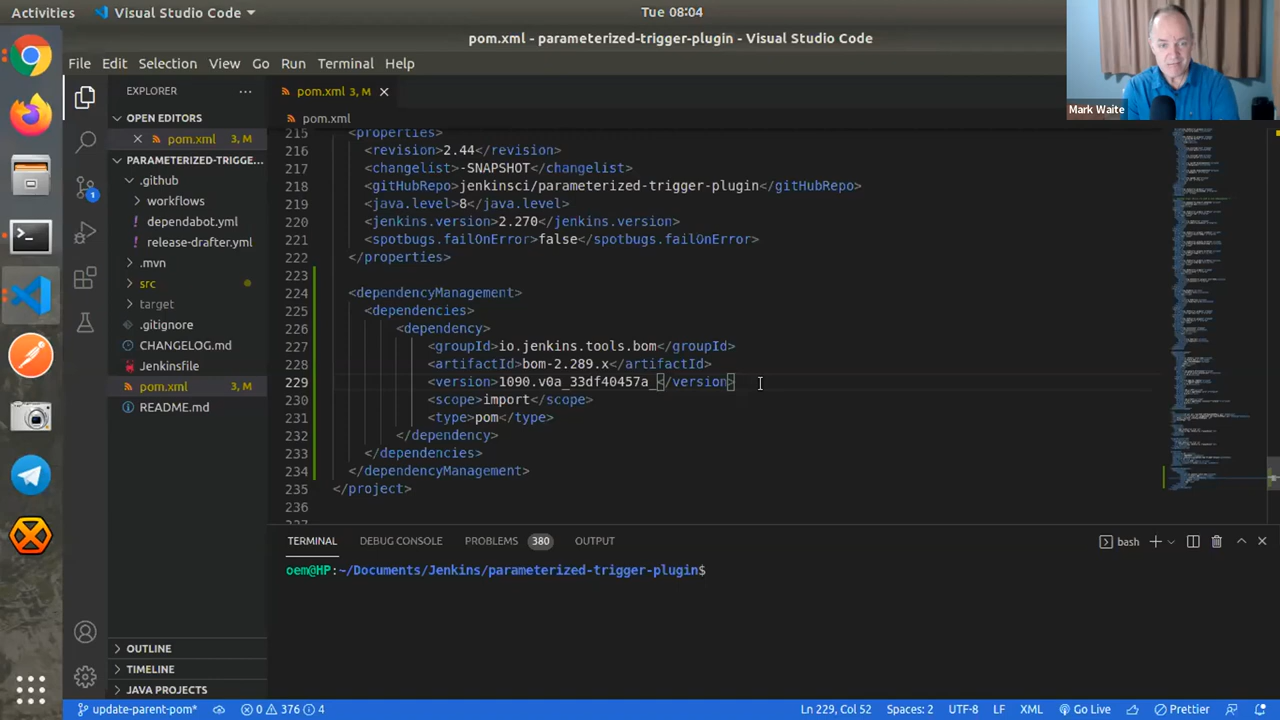 Activities
Visual Studio Code
Tue 08:04
pom.xml - parameterized-trigger-plugin - Visual Studio Code
File Edit Selection View Go Run Terminal Help
Mark Waite
EXPLORER
OPEN EDITORS
pom.xml 3, M
PARAMETERIZED-TRIGGE...
.github
workflows
dependabot.yml
release-drafter.yml
.mvn
src
target
.gitignore
CHANGELOG.md
Jenkinsfile
pom.xml 3, M
README.md
OUTLINE
TIMELINE
JAVA PROJECTS
1
pom.xml 3, M
pom.xml
215 <properties>
216 <revision>2.44</revision>
217 <changelist>-SNAPSHOT</changelist>
218 <gitHubRepo>jenkinsci/parameterized-trigger-plugin</gitHubRepo>
219 <java.level>8</java.level>
220 <jenkins.version>2.270</jenkins.version>
221 <spotbugs.failOnError>false</spotbugs.failOnError>
222 </properties>
223
224 <dependencyManagement>
225 <dependencies>
226 <dependency>
227 <groupId>io.jenkins.tools.bom</groupId>
228 <artifactId>bom-2.289.x</artifactId>
229 <version>1090.v0a_33df40457a_</version>
230 <scope>import</scope>
231 <type>pom</type>
232 </dependency>
233 </dependencies>
234 </dependencyManagement>
235 </project>
236
TERMINAL DEBUG CONSOLE PROBLEMS 380 OUTPUT
bash
oem@HP:~/Documents/Jenkins/parameterized-trigger-plugin$
update-parent-pom* 0 376 4 Ln 229, Col 52 Spaces: 2 UTF-8 LF XML Go Live Prettier